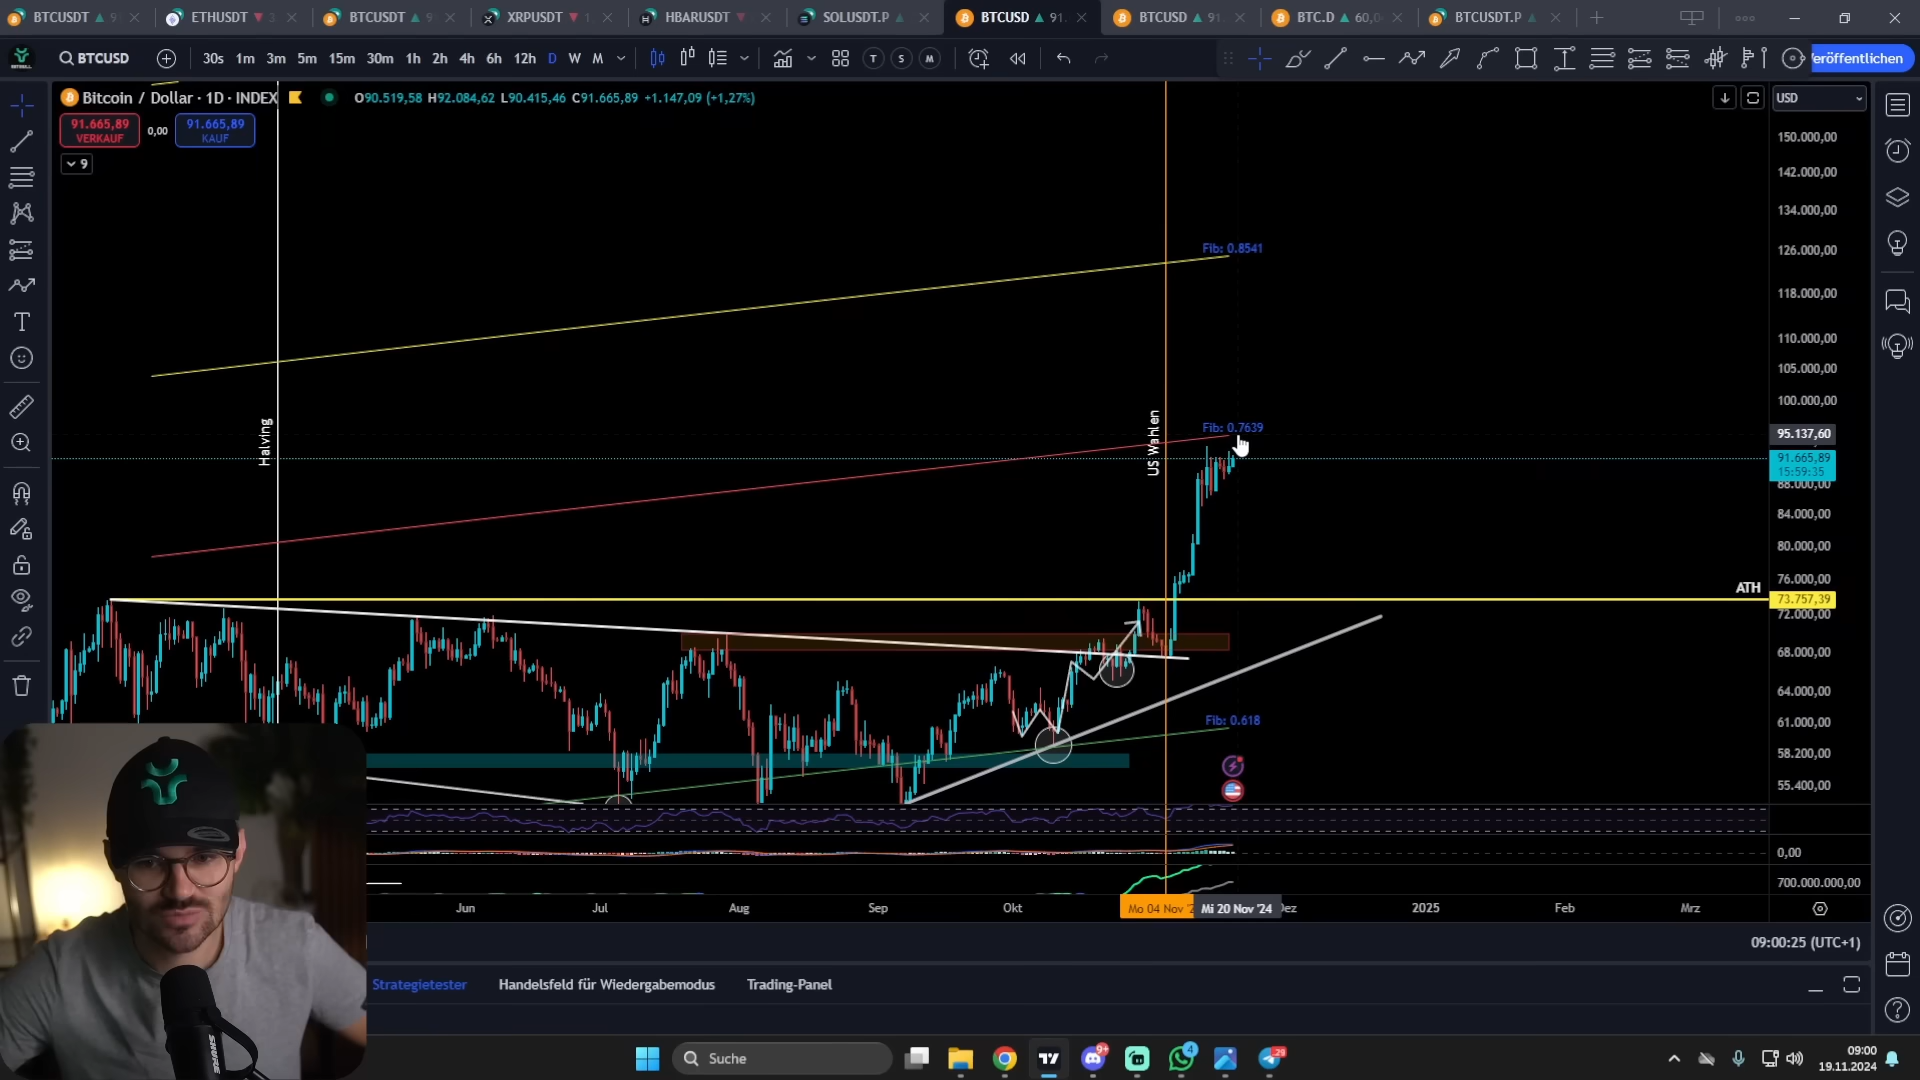 BTCUSDT
ETHUSDT
BTCUSDT
XRPUSDT
HBARUSDT
SOLUSDT.P
BTCUSD 91.
BTCUSD 91
BTC.D 60,0
BTCUSDT.P
BTCUSD
30s 1m 3m 5m 15m 30m 1h 2h 4h 6h 12h D W M
T S M
eröffentlichen
Bitcoin / Dollar · 1D · INDEX
O90.519,58 H92.084,62 L90.415,46 C91.665,89 +1.147,09 (+1,27%)
USD
91.665,89
VERKAUF
0,00
91.665,89
KAUF
9
150.000,00
142.000,00
134.000,00
126.000,00
118.000,00
110.000,00
105.000,00
100.000,00
95.137,60
91.665,89
15:59:35
88.000,00
84.000,00
80.000,00
76.000,00
73.757,39
72.000,00
68.000,00
64.000,00
61.000,00
58.200,00
55.400,00
0,00
700.000.000,00
Fib: 0.8541
Fib: 0.7639
Fib: 0.618
Halving
US Wahlen
ATH
Jun
Jul
Aug
Sep
Okt
Mo 04 Nov '2
Mi 20 Nov '24
Dez
2025
Feb
Mrz
09:00:25 (UTC+1)
Strategietester
Handelsfeld für Wiedergabemodus
Trading-Panel
SHURE
Suche
9+
4
29
09:00
19.11.2024